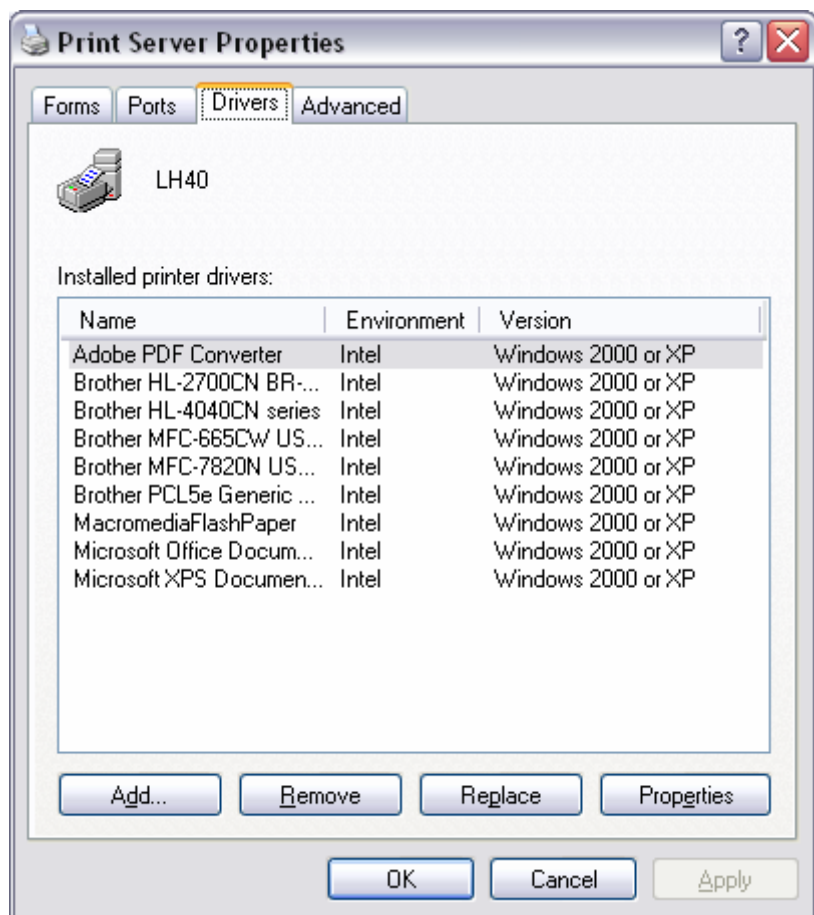 Print Server Properties
Forms Ports Drivers Advanced
LH40
Installed printer drivers:
Name Environment Version
Adobe PDF Converter Intel Windows 2000 or XP
Brother HL-2700CN BR-... Intel Windows 2000 or XP
Brother HL-4040CN series Intel Windows 2000 or XP
Brother MFC-665CW US... Intel Windows 2000 or XP
Brother MFC-7820N US... Intel Windows 2000 or XP
Brother PCL5e Generic ... Intel Windows 2000 or XP
MacromediaFlashPaper Intel Windows 2000 or XP
Microsoft Office Docum... Intel Windows 2000 or XP
Microsoft XPS Documen... Intel Windows 2000 or XP
Add... Remove Replace Properties
OK Cancel Apply